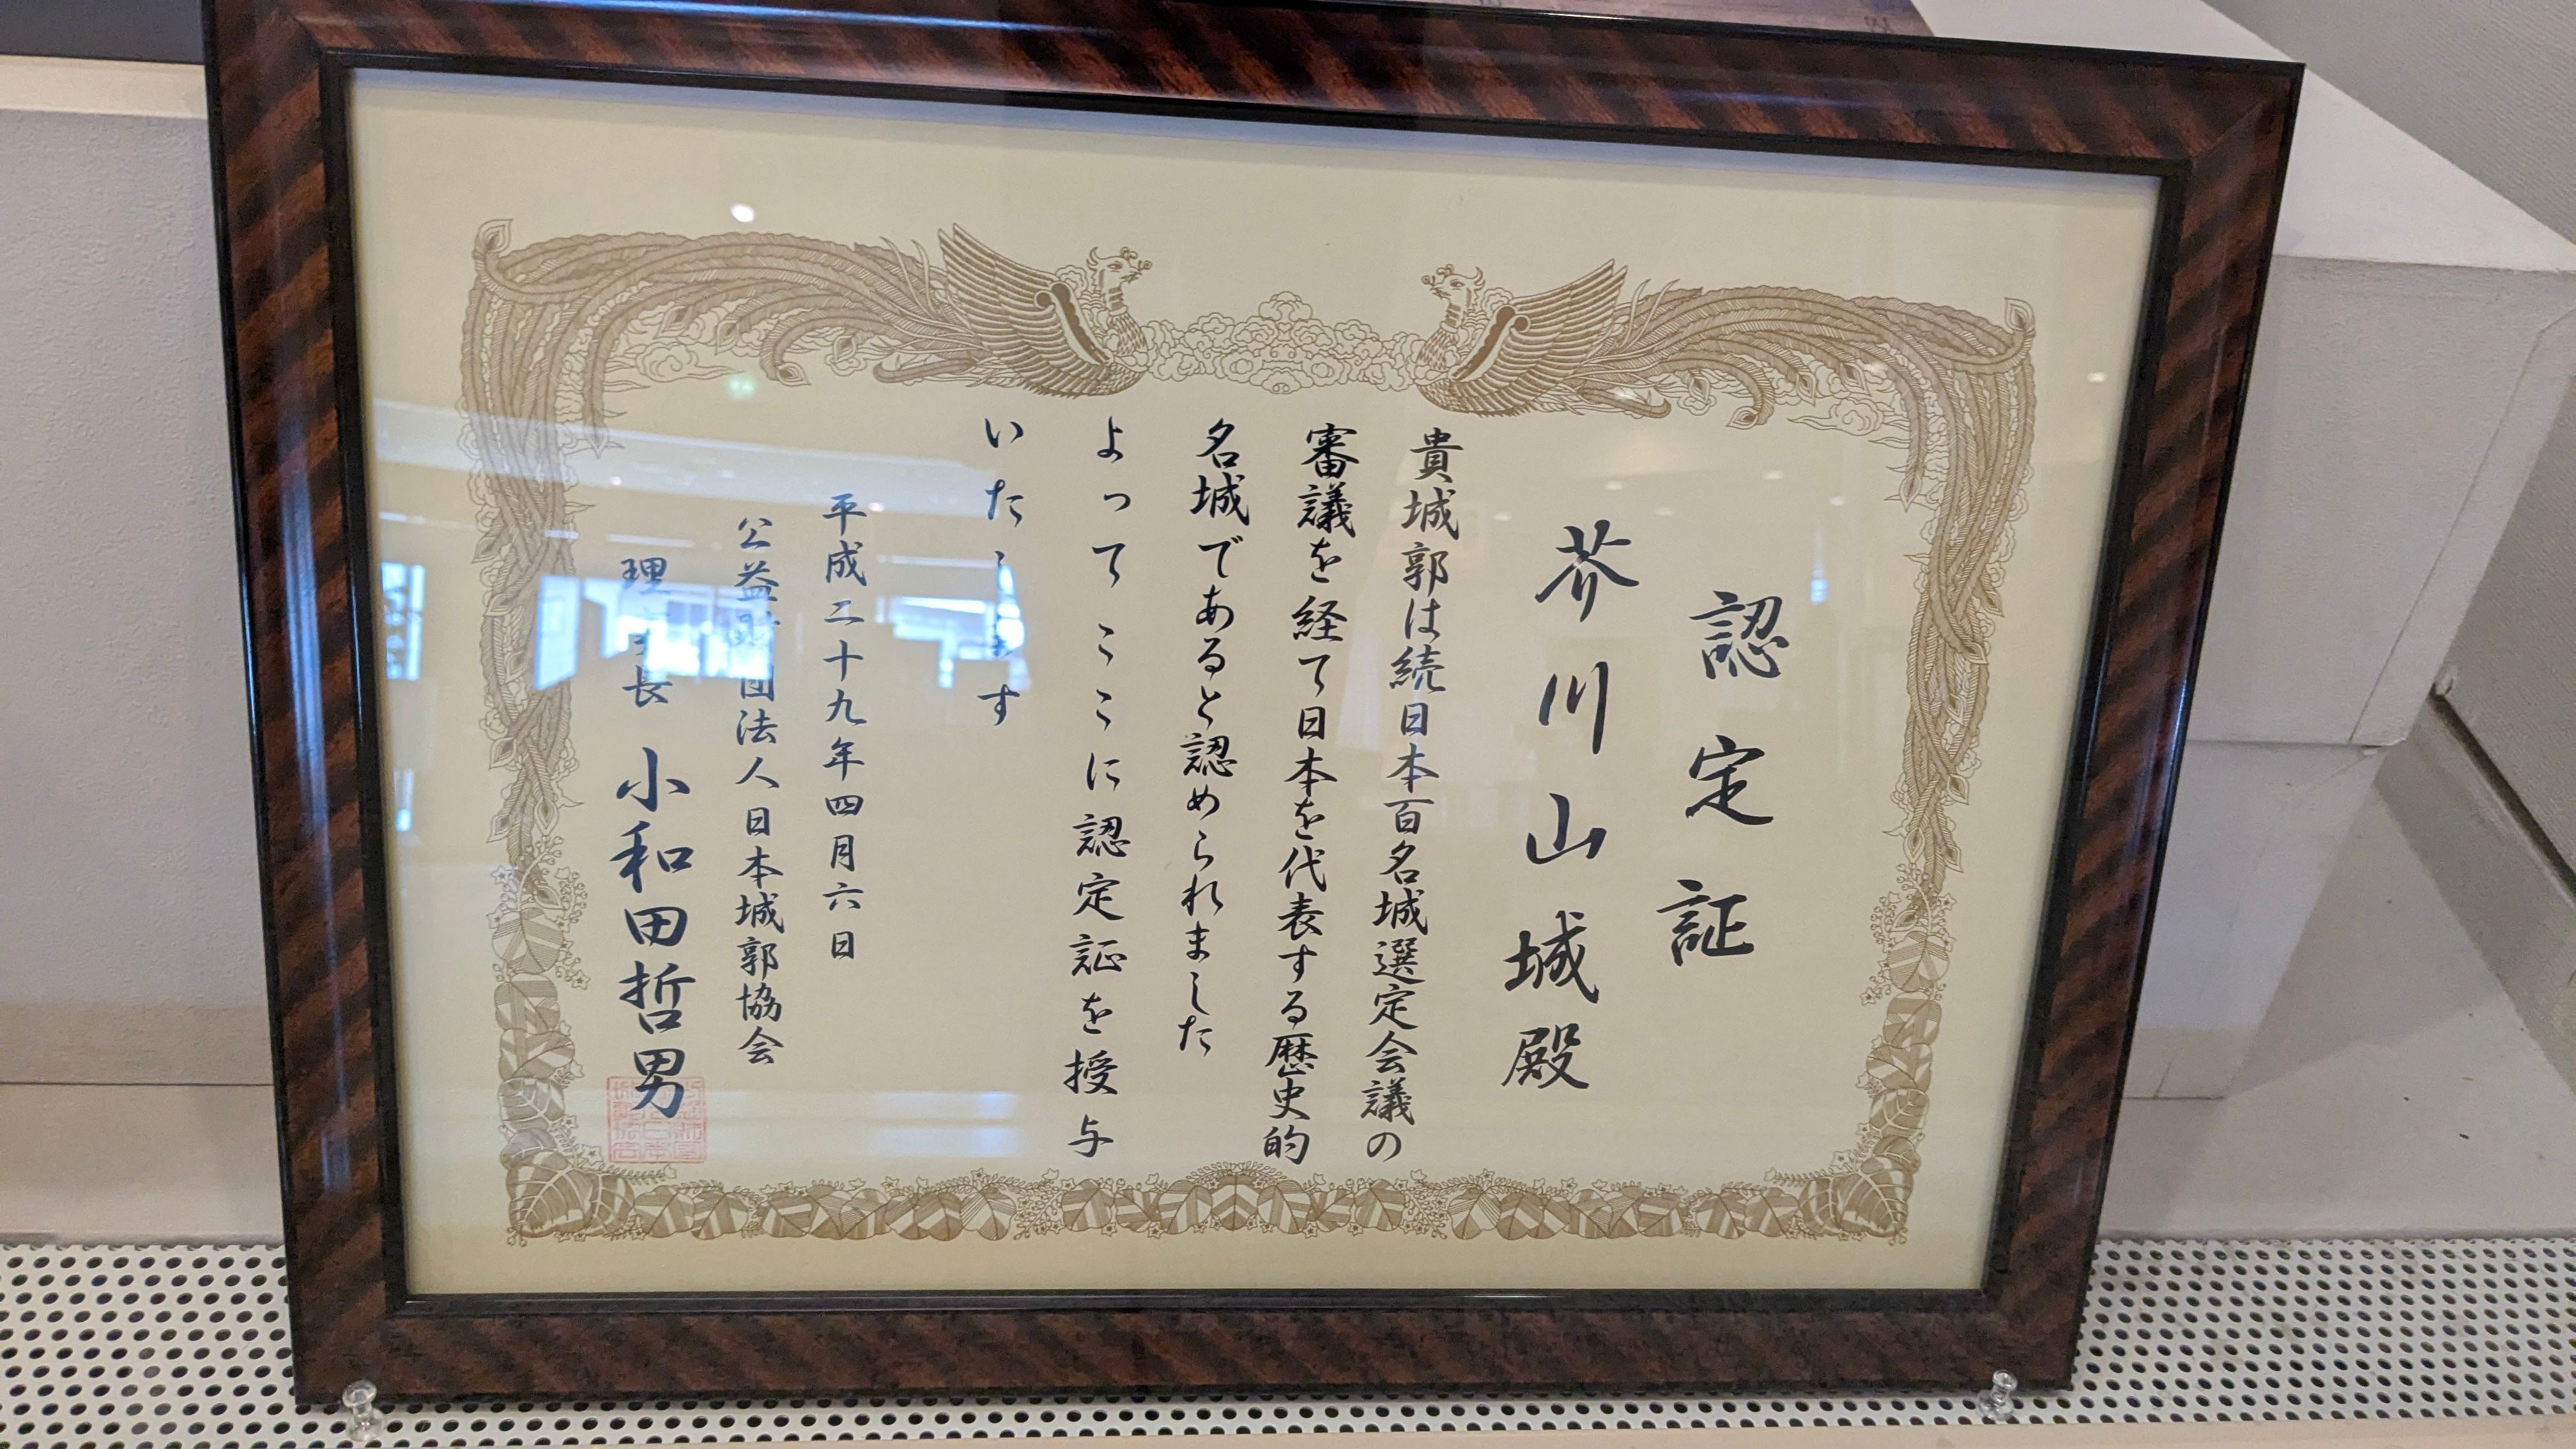 認定証
芥川山城殿
貴城郭は続日本百名城選定会議の
審議を経て日本を代表する歴史的
名城であると認められました
よってここに認定証を授与
いたします
平成二十九年四月六日
公益財団法人日本城郭協会
理事長 小和田哲男